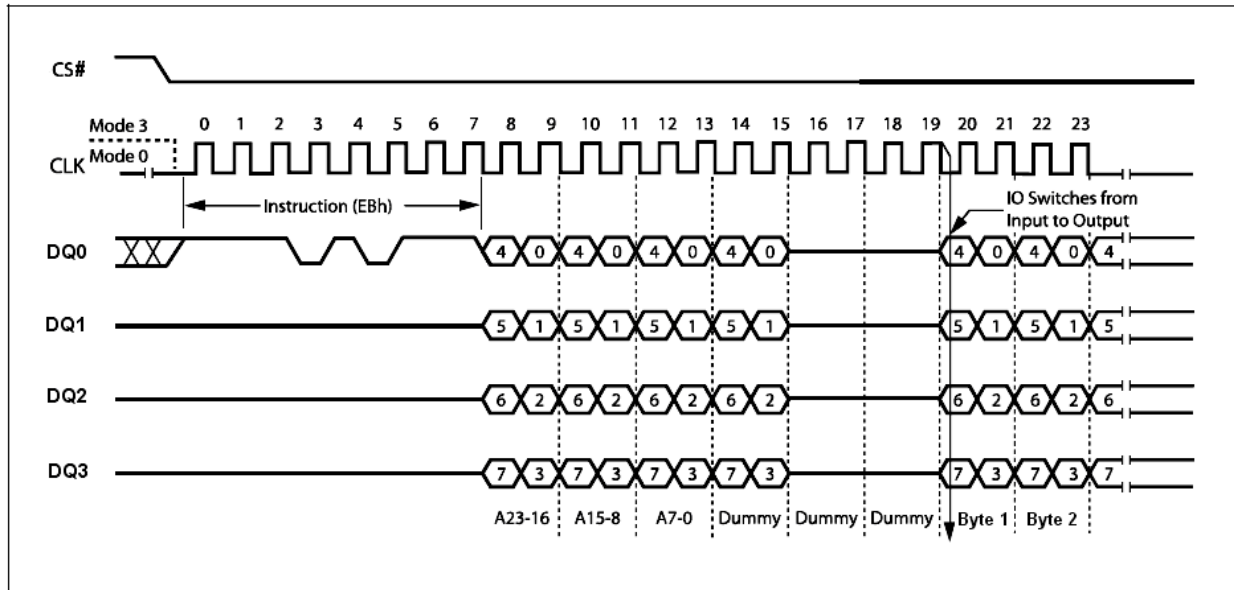 CS#
Mode 3
0 1 2 3 4 5 6 7 8 9 10 11 12 13 14 15 16 17 18 19 20 21 22 23
CLK
Mode 0
Instruction (EBh)
IO Switches from
Input to Output
DQ0
4 0 4 0 4 0 4 0 4 0 4 0 4
DQ1
5 1 5 1 5 1 5 1 5 1 5 1 5
DQ2
6 2 6 2 6 2 6 2 6 2 6 2 6
DQ3
7 3 7 3 7 3 7 3 7 3 7 3 7
A23-16 A15-8 A7-0 Dummy Dummy Dummy Byte 1 Byte 2